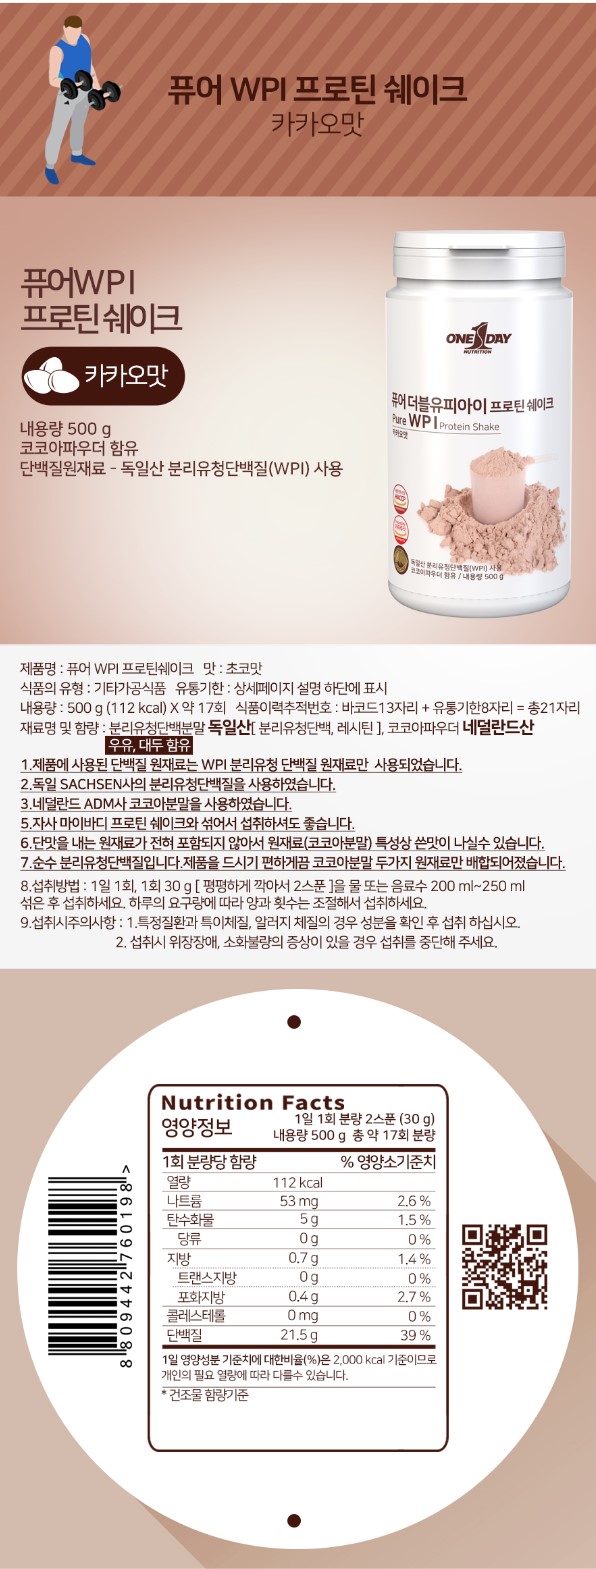 퓨어 WPI 프로틴 쉐이크
카카오맛
퓨어WPI
프로틴 쉐이크
카카오맛
내용량 500 g
코코아파우더 함유
단백질원재료 - 독일산 분리유청단백질(WPI) 사용
ONE 1 DAY
NUTRITION
퓨어 더블유피아이 프로틴 쉐이크
Pure WPI Protein Shake
카카오맛
독일산 분리유청단백질(WPI) 사용
코코아파우더 함유 / 내용량 500 g
제품명 : 퓨어 WPI 프로틴쉐이크 맛 : 초코맛
식품의 유형 : 기타가공식품 유통기한 : 상세페이지 설명 하단에 표시
내용량 : 500 g (112 kcal) X 약 17회 식품이력추적번호 : 바코드13자리 + 유통기한8자리 = 총21자리
재료명 및 함량 : 분리유청단백분말 독일산[ 분리유청단백, 레시틴 ], 코코아파우더 네덜란드산
우유, 대두 함유
1.제품에 사용된 단백질 원재료는 WPI 분리유청 단백질 원재료만 사용되었습니다.
2.독일 SACHSEN사의 분리유청단백질을 사용하였습니다.
3.네덜란드 ADM사 코코아분말을 사용하였습니다.
5.자사 마이바디 프로틴 쉐이크와 섞어서 섭취하셔도 좋습니다.
6.단맛을 내는 원재료가 전혀 포함되지 않아서 원재료(코코아분말) 특성상 쓴맛이 나실수 있습니다.
7.순수 분리유청단백질입니다.제품을 드시기 편하게끔 코코아분말 두가지 원재료만 배합되어졌습니다.
8.섭취방법 : 1일 1회, 1회 30 g [ 평평하게 깍아서 2스푼 ]을 물 또는 음료수 200 ml~250 ml
섞은 후 섭취하세요. 하루의 요구량에 따라 양과 횟수는 조절해서 섭취하세요.
9.섭취시주의사항 : 1.특정질환과 특이체질, 알러지 체질의 경우 성분을 확인 후 섭취 하십시오.
2. 섭취시 위장장애, 소화불량의 증상이 있을 경우 섭취를 중단해 주세요.
Nutrition Facts
영양정보
1일 1회 분량 2스푼 (30 g)
내용량 500 g 총 약 17회 분량
1회 분량당 함량 % 영양소기준치
열량 112 kcal
나트륨 53 mg 2.6 %
탄수화물 5 g 1.5 %
당류 0 g 0 %
지방 0.7 g 1.4 %
트랜스지방 0 g 0 %
포화지방 0.4 g 2.7 %
콜레스테롤 0 mg 0 %
단백질 21.5 g 39 %
1일 영양성분 기준치에 대한비율(%)은 2,000 kcal 기준이므로
개인의 필요 열량에 따라 다를수 있습니다.
* 건조물 함량기준
8 809442 760198 >